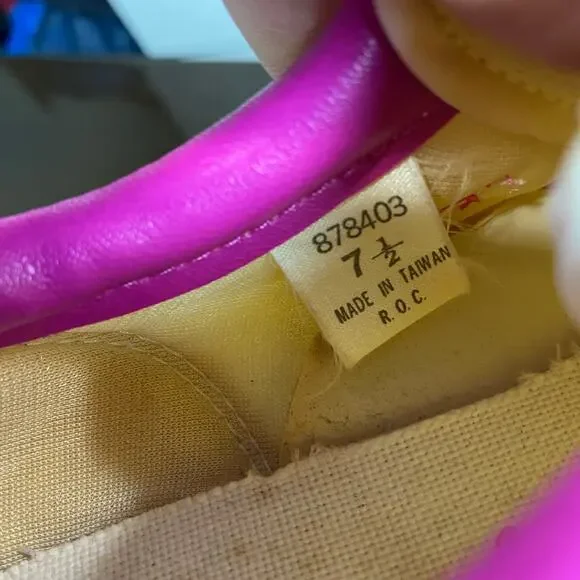 878403
7 ½
MADE IN TAIWAN
R.O.C.